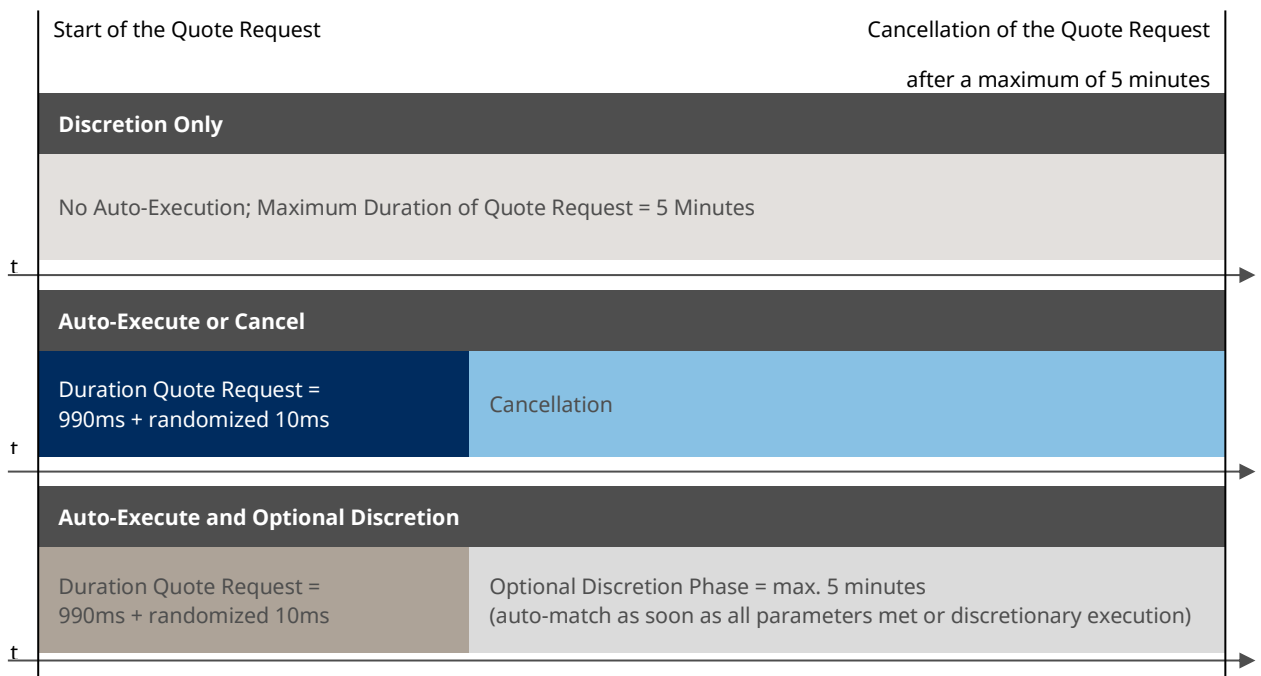 Start of the Quote Request
Cancellation of the Quote Request
after a maximum of 5 minutes
Discretion Only
No Auto-Execution; Maximum Duration of Quote Request = 5 Minutes
t
Auto-Execute or Cancel
Duration Quote Request =
990ms + randomized 10ms
Cancellation
t
Auto-Execute and Optional Discretion
Duration Quote Request =
990ms + randomized 10ms
Optional Discretion Phase = max. 5 minutes
(auto-match as soon as all parameters met or discretionary execution)
t